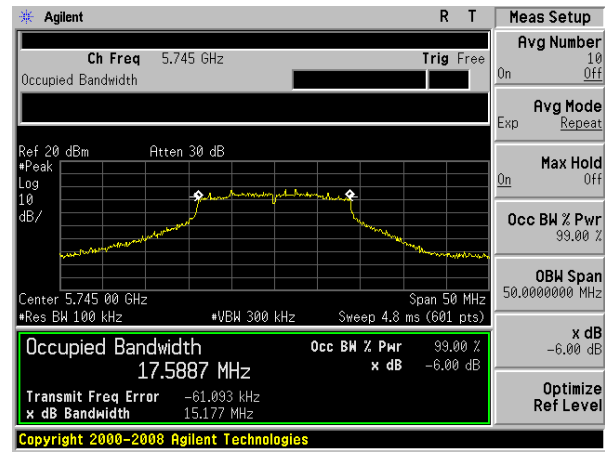 Agilent R T
Ch Freq 5.745 GHz Trig Free
Occupied Bandwidth
Ref 20 dBm Atten 30 dB
#Peak
Log
10
dB/
Center 5.745 00 GHz Span 50 MHz
#Res BW 100 kHz #VBW 300 kHz Sweep 4.8 ms (601 pts)
Occupied Bandwidth Occ BW % Pwr 99.00 %
17.5887 MHz x dB -6.00 dB
Transmit Freq Error -61.093 kHz
x dB Bandwidth 15.177 MHz
Copyright 2000-2008 Agilent Technologies
Meas Setup
Avg Number
10
On Off
Avg Mode
Exp Repeat
Max Hold
On Off
Occ BW % Pwr
99.00 %
OBW Span
50.0000000 MHz
x dB
-6.00 dB
Optimize
Ref Level